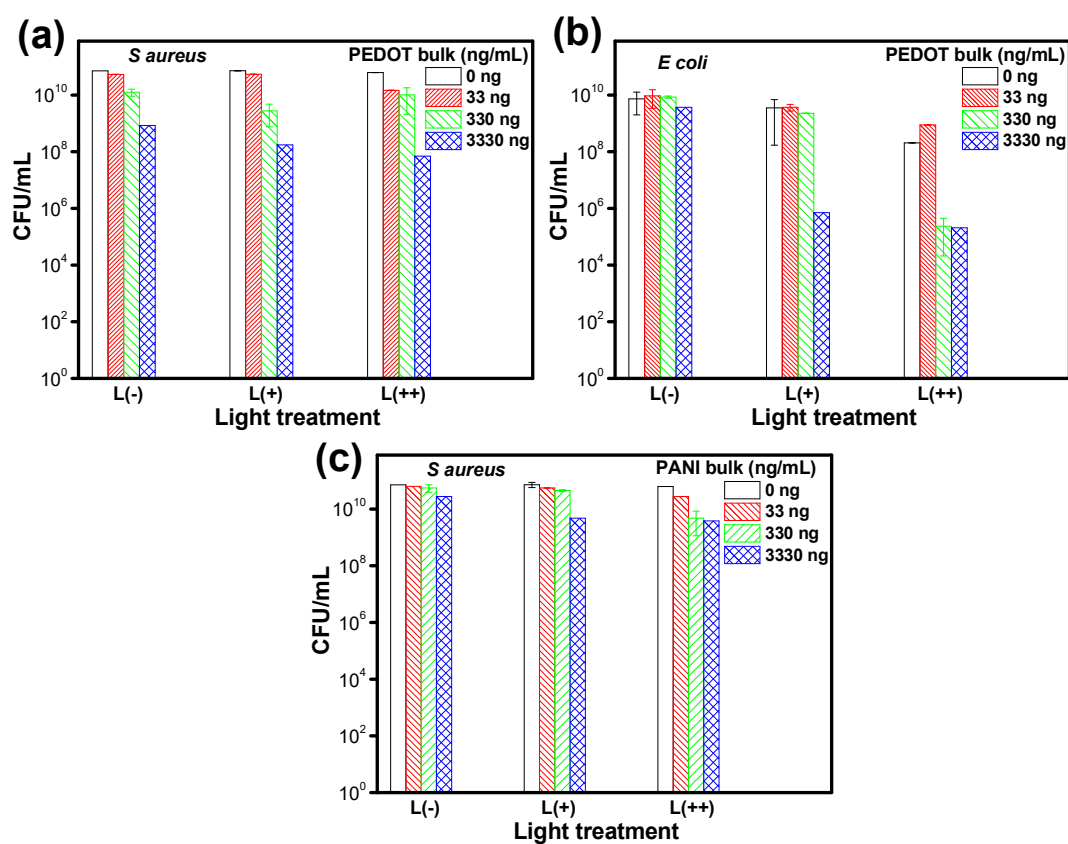 (a)
S aureus
PEDOT bulk (ng/mL)
0 ng
33 ng
330 ng
3330 ng
10^10
10^8
10^6
10^4
10^2
10^0
CFU/mL
L(-) L(+) L(++)
Light treatment
(b)
E coli
PEDOT bulk (ng/mL)
0 ng
33 ng
330 ng
3330 ng
10^10
10^8
10^6
10^4
10^2
10^0
CFU/mL
L(-) L(+) L(++)
Light treatment
(c)
S aureus
PANI bulk (ng/mL)
0 ng
33 ng
330 ng
3330 ng
10^10
10^8
10^6
10^4
10^2
10^0
CFU/mL
L(-) L(+) L(++)
Light treatment